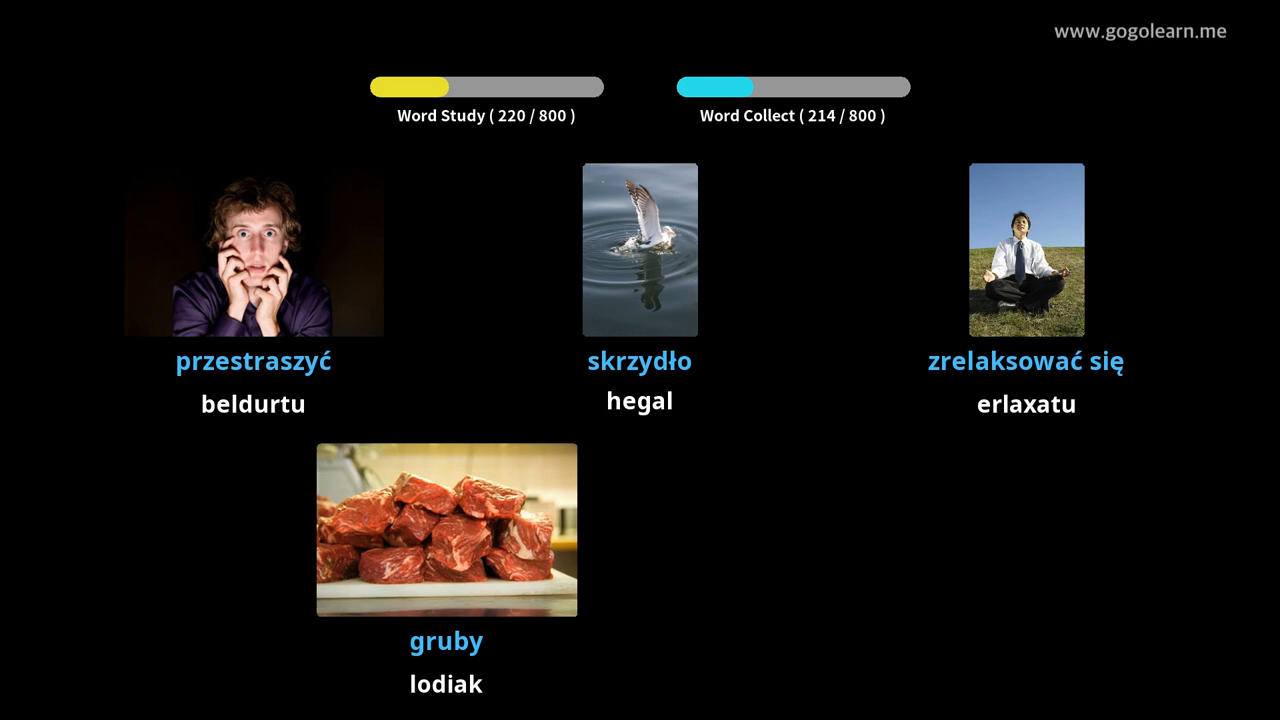 www.gogolearn.me
Word Study ( 220 / 800 )
Word Collect ( 214 / 800 )
przestraszyć
beldurtu
skrzydło
hegal
zrelaksować się
erlaxatu
gruby
lodiak